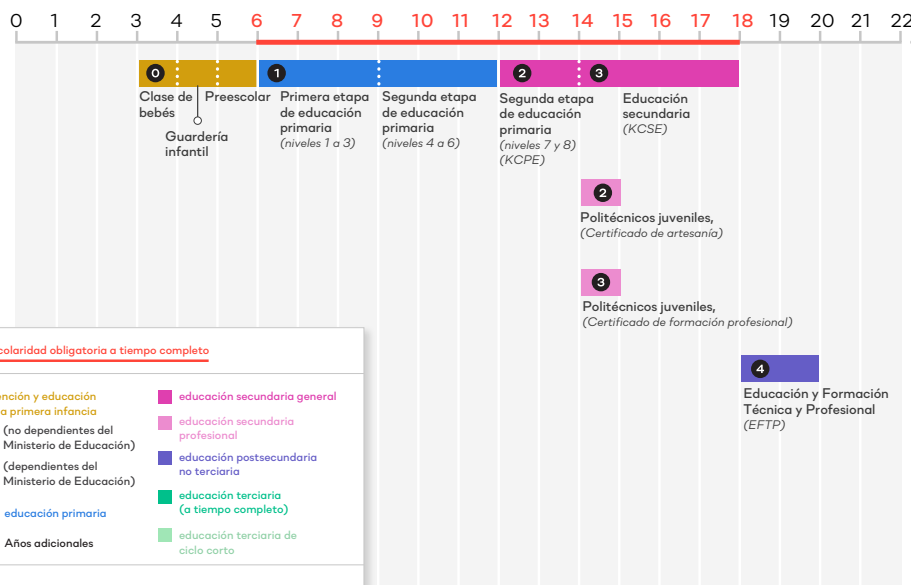 0 1 2 3 4 5 6 7 8 9 10 11 12 13 14 15 16 17 18 19 20 21 22
0
1
2
3
Clase de
bebés
Preescolar
Guardería
infantil
Primera etapa
de educación
primaria
(niveles 1 a 3)
Segunda etapa
de educación
primaria
(niveles 4 a 6)
Segunda etapa
de educación
primaria
(niveles 7 y 8)
(KCPE)
Educación
secundaria
(KCSE)
2
Politécnicos juveniles,
(Certificado de artesanía)
3
Politécnicos juveniles,
(Certificado de formación profesional)
4
Educación y Formación
Técnica y Profesional
(EFTP)
colaridad obligatoria a tiempo completo
nción y educación
a primera infancia
(no dependientes del
Ministerio de Educación)
(dependientes del
Ministerio de Educación)
educación primaria
Años adicionales
educación secundaria general
educación secundaria
profesional
educación postsecundaria
no terciaria
educación terciaria
(a tiempo completo)
educación terciaria de
ciclo corto